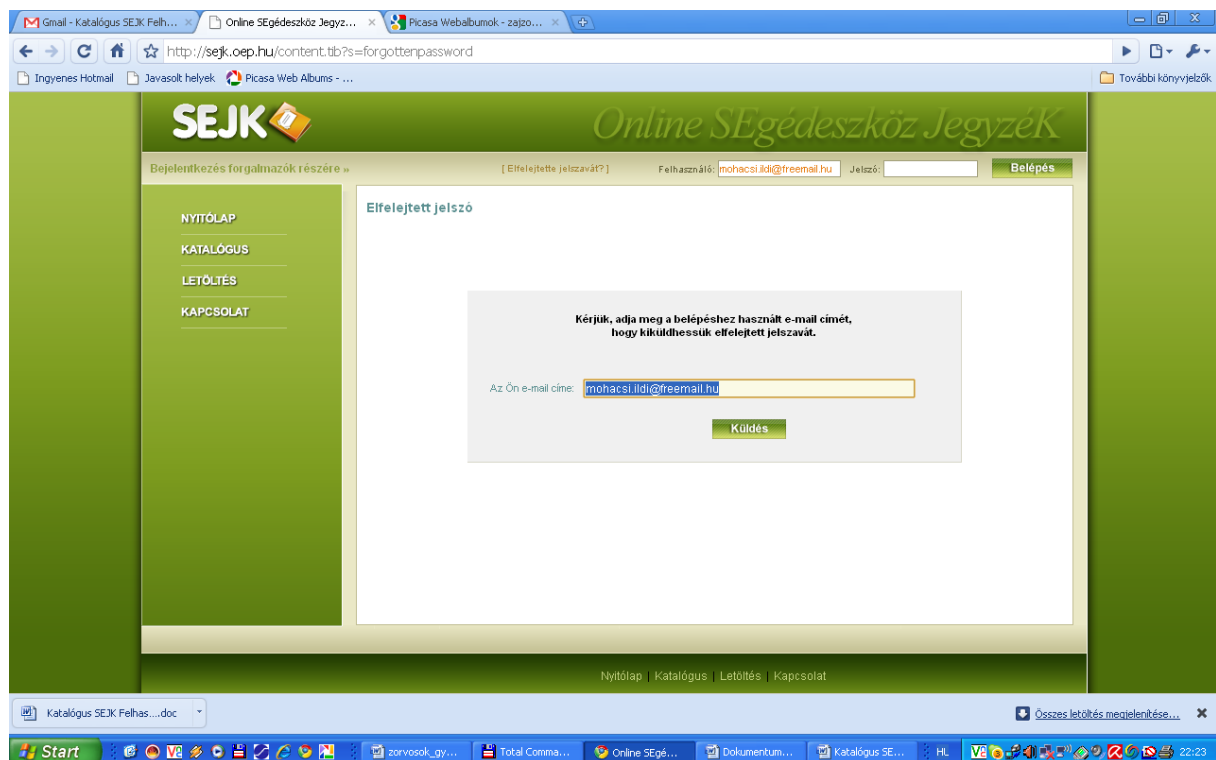 Gmail - Katalógus SEJK Felh... Online SEgédeszköz Jegyz... Picasa Webalbumok - zajzo...
http://sejk.oep.hu/content.tib?s=forgottenpassword
Ingyenes Hotmail Javasolt helyek Picasa Web Albums - ... További könyvjelzők
SEJK Online SEgédeszköz JegyzéK
Bejelentkezés forgalmazók részére » [ Elfelejtette jelszavát? ] Felhasználó: mohacsi.ildi@freemail.hu Jelszó: Belépés
Elfelejtett jelszó
NYITÓLAP
KATALÓGUS
LETÖLTÉS
KAPCSOLAT
Kérjük, adja meg a belépéshez használt e-mail címét,
hogy kiküldhessük elfelejtett jelszavát.
Az Ön e-mail címe: mohacsi.ildi@freemail.hu
Küldés
Nyitólap | Katalógus | Letöltés | Kapcsolat
Katalógus SEJK Felhas....doc Összes letöltés megjelenítése...
Start zorvosok_gy... Total Comma... Online SEgé... Dokumentum... Katalógus SE... HL 22:23